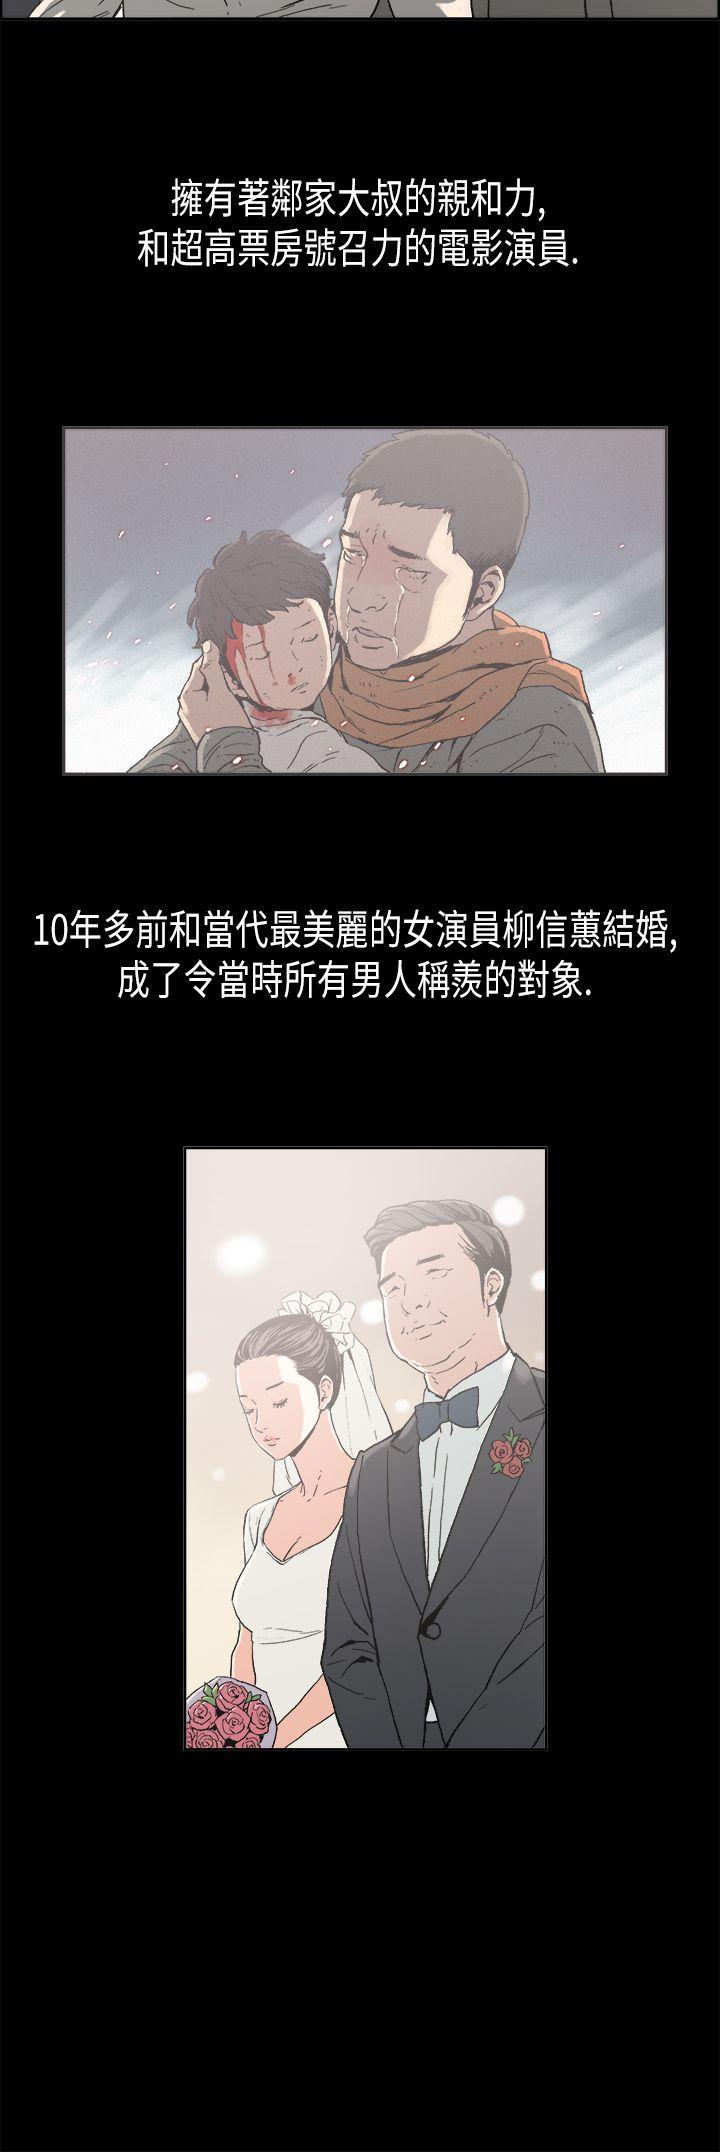 擁有著鄰家大叔的親和力,
和超高票房號召力的電影演員.
10年多前和當代最美麗的女演員柳信蕙結婚,
成了令當時所有男人稱羨的對象.